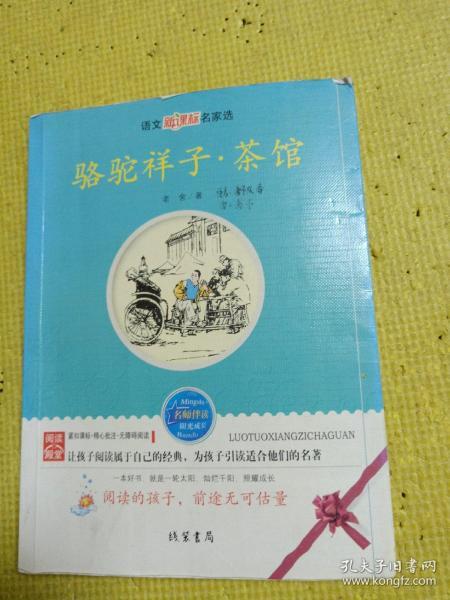 语文新课标名家选
骆驼祥子·茶馆
老舍/著
Mingshi
名师伴读
阳光成长
Bandu
阅读
殿堂
紧扣课标·精心批注·无障碍阅读
LUOTUOXIANGZICHAGUAN
让孩子阅读属于自己的经典，为孩子引读适合他们的名著
一本好书 就是一轮太阳 灿烂千阳 照耀成长
阅读的孩子，前途无可估量
线装书局
孔夫子旧书网
www.kongfz.com